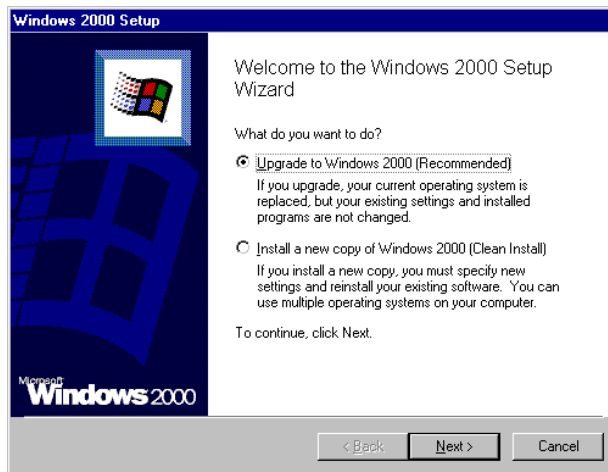 Windows 2000 Setup
Welcome to the Windows 2000 Setup
Wizard
What do you want to do?
Upgrade to Windows 2000 (Recommended)
If you upgrade, your current operating system is
replaced, but your existing settings and installed
programs are not changed.
Install a new copy of Windows 2000 (Clean Install)
If you install a new copy, you must specify new
settings and reinstall your existing software. You can
use multiple operating systems on your computer.
To continue, click Next.
Microsoft
Windows 2000
< Back
Next >
Cancel